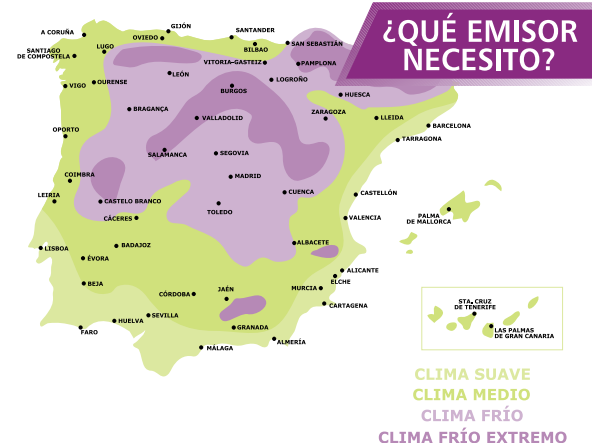 ¿QUÉ EMISOR
NECESITO?
A CORUÑA
GIJÓN
OVIEDO
SANTANDER
BILBAO
SAN SEBASTIÁN
SANTIAGO
DE COMPOSTELA
LUGO
VITORIA-GASTEIZ
PAMPLONA
LEÓN
LOGROÑO
VIGO
OURENSE
BURGOS
HUESCA
BRAGANÇA
VALLADOLID
ZARAGOZA
LLEIDA
BARCELONA
OPORTO
TARRAGONA
SALAMANCA
SEGOVIA
COIMBRA
MADRID
LEIRIA
CASTELO BRANCO
CUENCA
CASTELLÓN
CÁCERES
TOLEDO
VALENCIA
PALMA
DE MALLORCA
LISBOA
BADAJOZ
ALBACETE
ÉVORA
ALICANTE
ELCHE
BEJA
CÓRDOBA
JAÉN
MURCIA
CARTAGENA
STA. CRUZ
DE TENERIFE
HUELVA
SEVILLA
FARO
GRANADA
LAS PALMAS
DE GRAN CANARIA
MÁLAGA
ALMERÍA
CLIMA SUAVE
CLIMA MEDIO
CLIMA FRÍO
CLIMA FRÍO EXTREMO